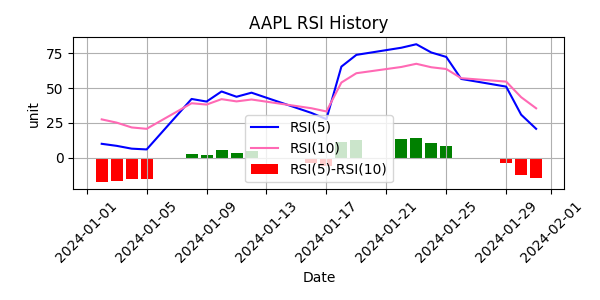 AAPL RSI History
unit
75
50
25
0
RSI(5)
RSI(10)
RSI(5)-RSI(10)
2024-01-01
2024-01-05
2024-01-09
2024-01-13
2024-01-17
2024-01-21
2024-01-25
2024-01-29
2024-02-01
Date